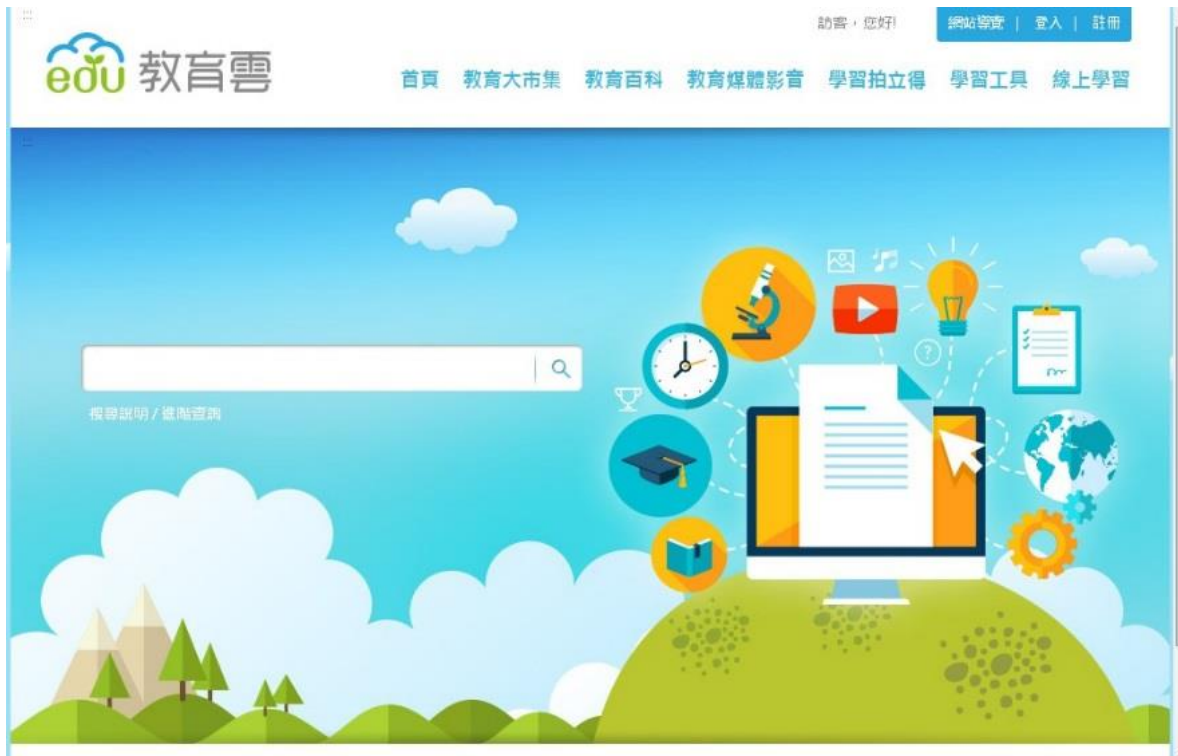 訪客，您好!
網站導覽 | 登入 | 註冊
edu 教育雲
首頁 教育大市集 教育百科 教育媒體影音 學習拍立得 學習工具 線上學習
搜尋說明 / 進階查詢